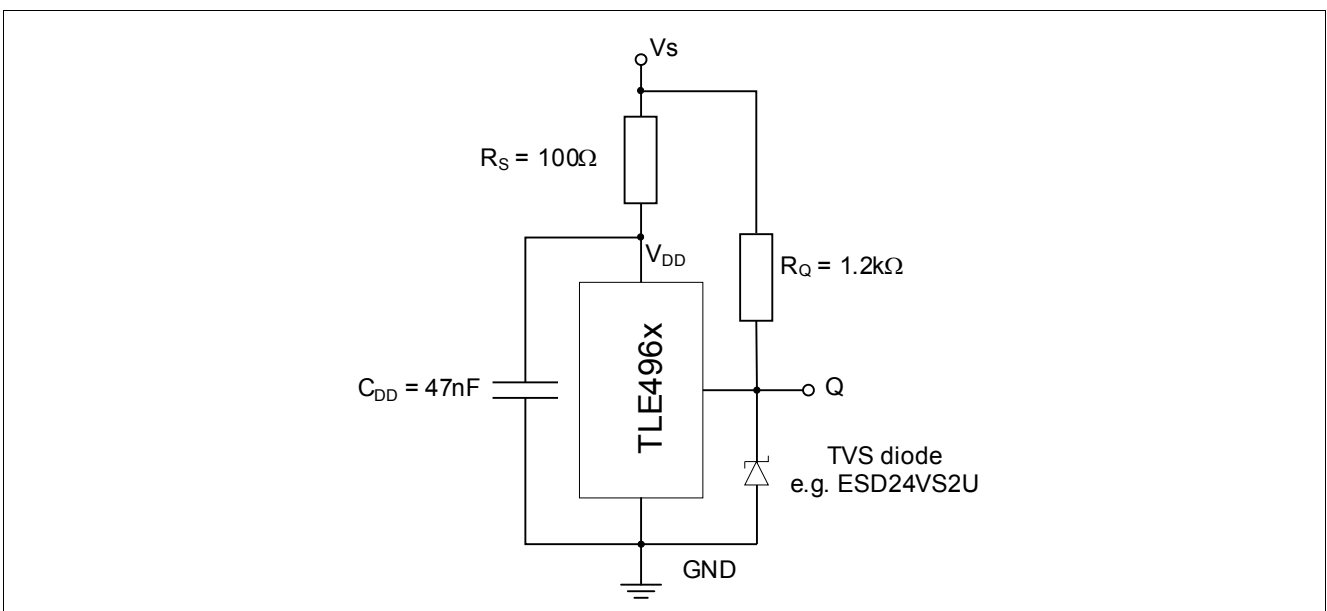 Vs
R_S = 100Ω
V_DD
R_Q = 1.2kΩ
TLE496x
C_DD = 47nF
Q
TVS diode
e.g. ESD24VS2U
GND